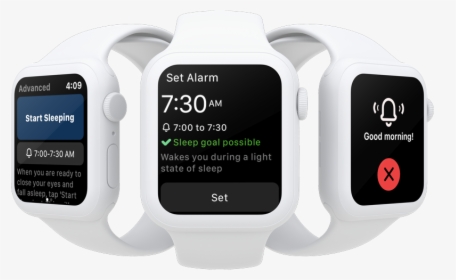 Advanced 4:09
Start Sleeping
7:00-7:30 AM
When you are ready to
close your eyes and
fall asleep, tap 'Start
Set Alarm
7:30 AM
7:00 to 7:30
Sleep goal possible
Wakes you during a light
state of sleep
Set
Good morning!